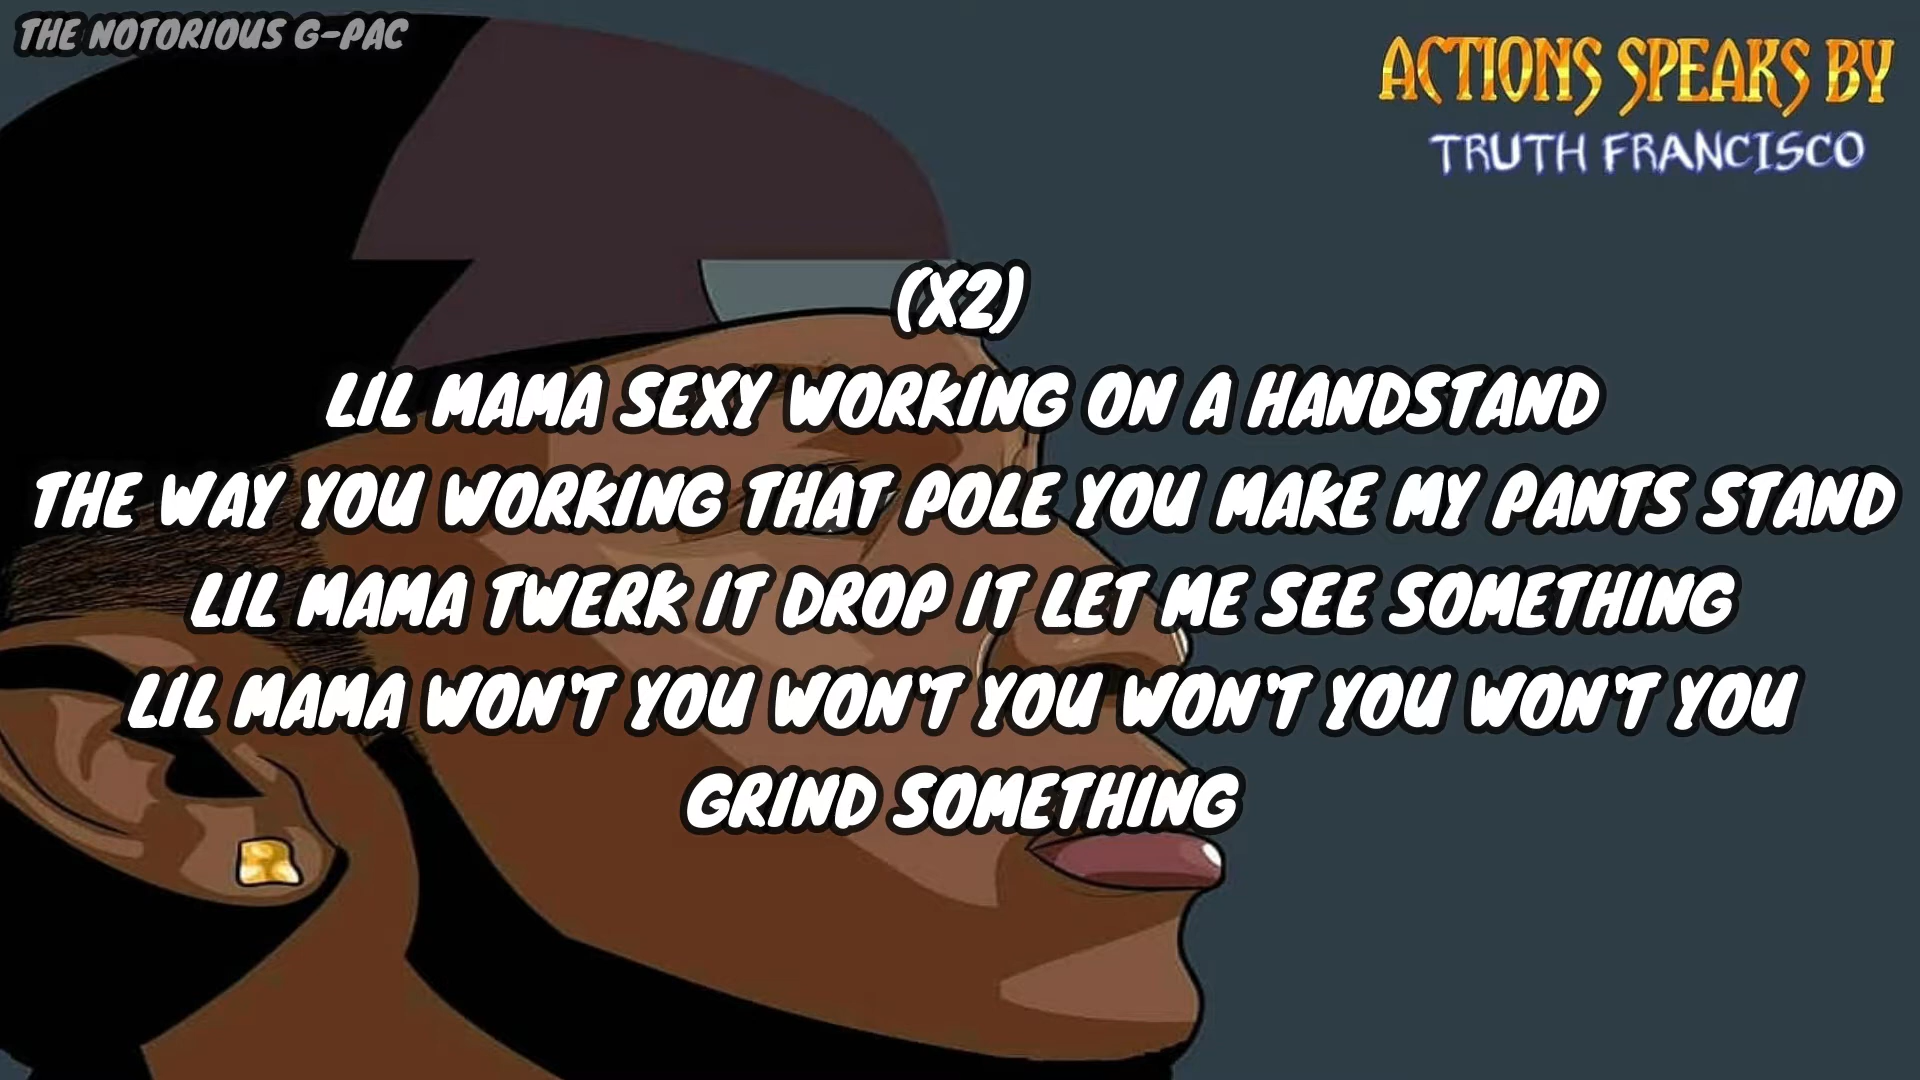 THE NOTORIOUS G-PAC
ACTIONS SPEAKS BY
TRUTH FRANCISCO
(X2)
LIL MAMA SEXY WORKING ON A HANDSTAND
THE WAY YOU WORKING THAT POLE YOU MAKE MY PANTS STAND
LIL MAMA TWERK IT DROP IT LET ME SEE SOMETHING
LIL MAMA WON'T YOU WON'T YOU WON'T YOU WON'T YOU
GRIND SOMETHING